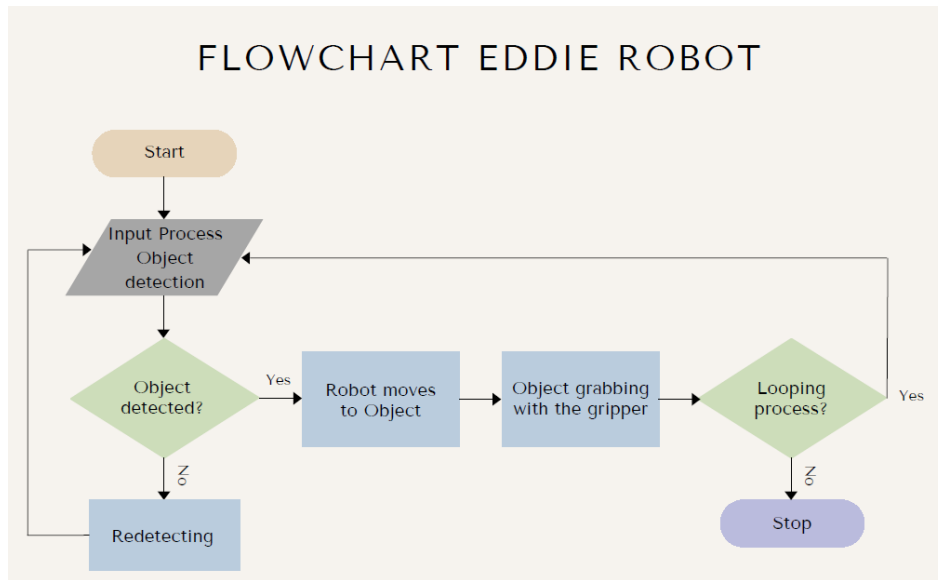 FLOWCHART EDDIE ROBOT
Start
Input Process
Object
detection
Object
detected?
Yes
Robot moves
to Object
Object grabbing
with the gripper
Looping
process?
Yes
No
Redetecting
No
Stop